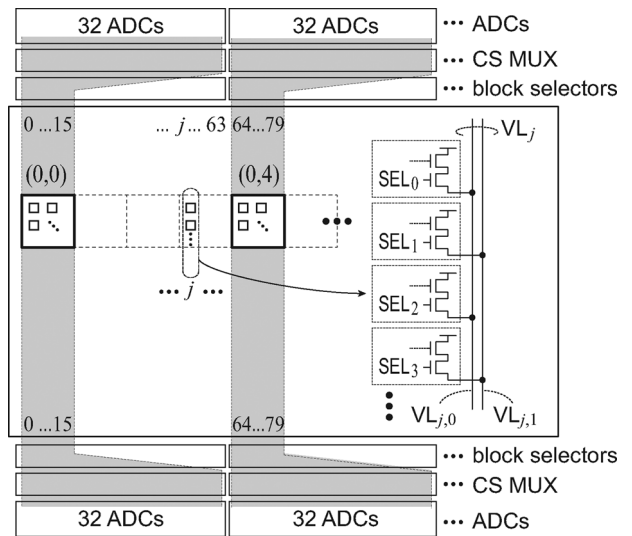 32 ADCs 32 ADCs ••• ADCs
••• CS MUX
••• block selectors
0 ...15 ... j ... 63 64...79
VLj
(0,0) (0,4)
SEL0
•••
SEL1
••• j •••
SEL2
SEL3
0...15 64...79
VLj,0 VLj,1
••• block selectors
••• CS MUX
32 ADCs 32 ADCs ••• ADCs